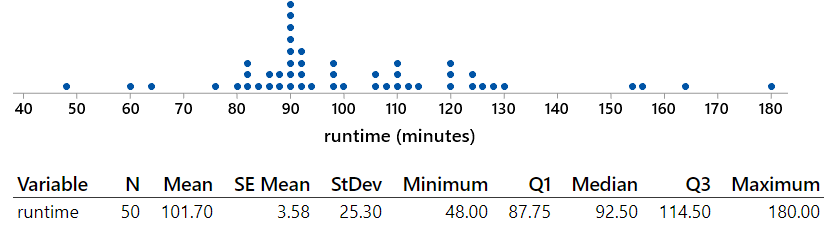 40 50 60 70 80 90 100 110 120 130 140 150 160 170 180
runtime (minutes)
Variable N Mean SE Mean StDev Minimum Q1 Median Q3 Maximum
runtime 50 101.70 3.58 25.30 48.00 87.75 92.50 114.50 180.00